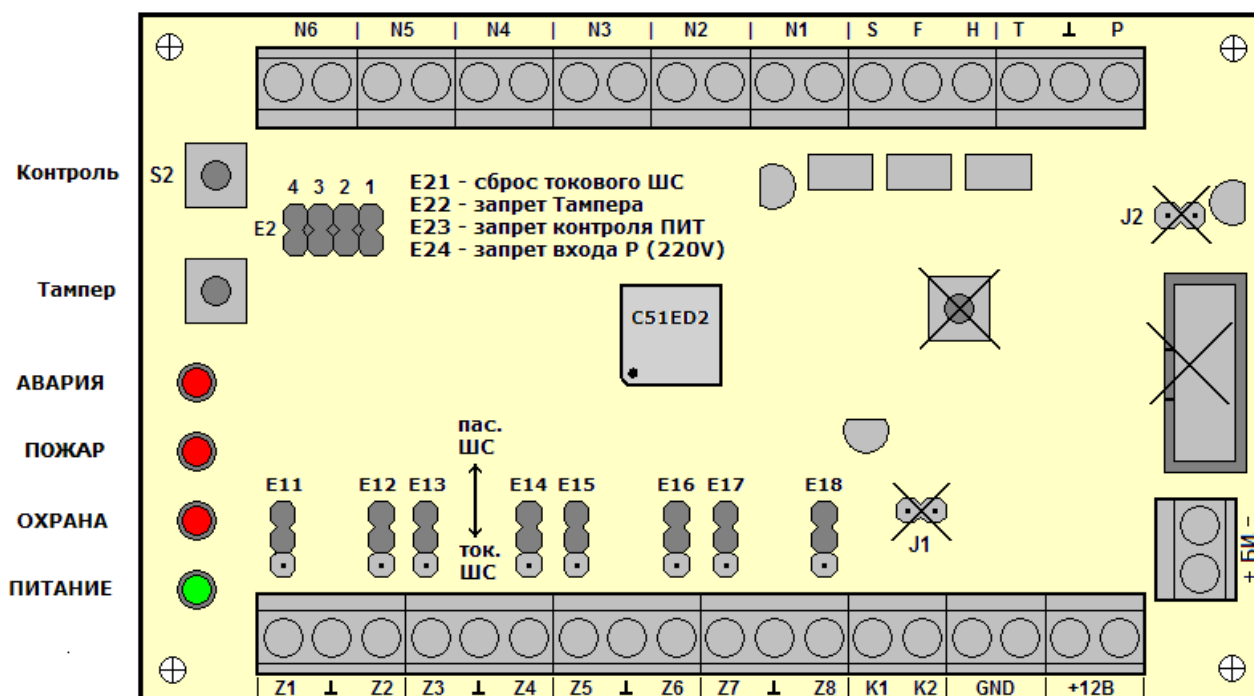 N6 | N5 | N4 | N3 | N2 | N1 | S F H | T ⊥ P
Контроль
S2
4 3 2 1
E2
E21 - сброс токового ШС
E22 - запрет Тампера
E23 - запрет контроля ПИТ
E24 - запрет входа P (220V)
J2
Тампер
C51ED2
АВАРИЯ
ПОЖАР
пас.
ШС
E11 E12 E13 E14 E15 E16 E17 E18
ОХРАНА
J1
ток.
ШС
+ БИ -
ПИТАНИЕ
| Z1 ⊥ Z2 | Z3 ⊥ Z4 | Z5 ⊥ Z6 | Z7 ⊥ Z8 | K1 K2 | GND | +12В |